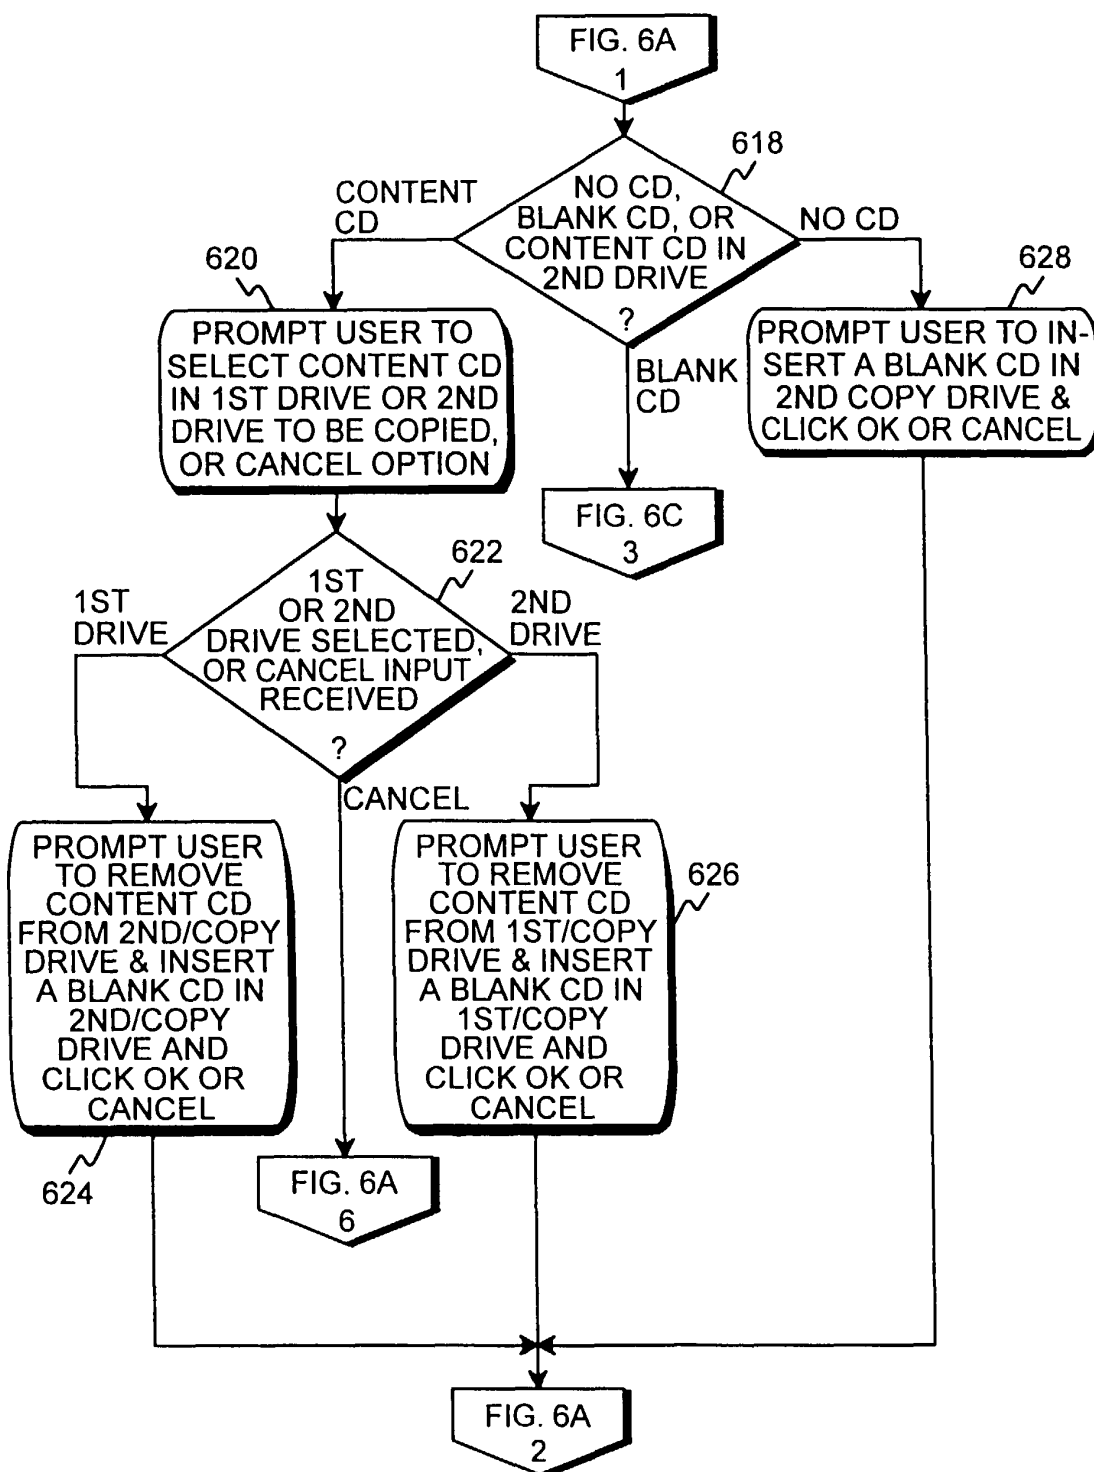 FIG. 6A
1
618
NO CD,
BLANK CD, OR
CONTENT CD IN
2ND DRIVE
?
CONTENT
CD
NO CD
BLANK
CD
620
PROMPT USER TO
SELECT CONTENT CD
IN 1ST DRIVE OR 2ND
DRIVE TO BE COPIED,
OR CANCEL OPTION
628
PROMPT USER TO IN-
SERT A BLANK CD IN
2ND COPY DRIVE &
CLICK OK OR CANCEL
FIG. 6C
3
622
1ST
OR 2ND
DRIVE SELECTED,
OR CANCEL INPUT
RECEIVED
?
1ST
DRIVE
2ND
DRIVE
CANCEL
PROMPT USER
TO REMOVE
CONTENT CD
FROM 2ND/COPY
DRIVE & INSERT
A BLANK CD IN
2ND/COPY
DRIVE AND
CLICK OK OR
CANCEL
624
PROMPT USER
TO REMOVE
CONTENT CD
FROM 1ST/COPY
DRIVE & INSERT
A BLANK CD IN
1ST/COPY
DRIVE AND
CLICK OK OR
CANCEL
626
FIG. 6A
6
FIG. 6A
2